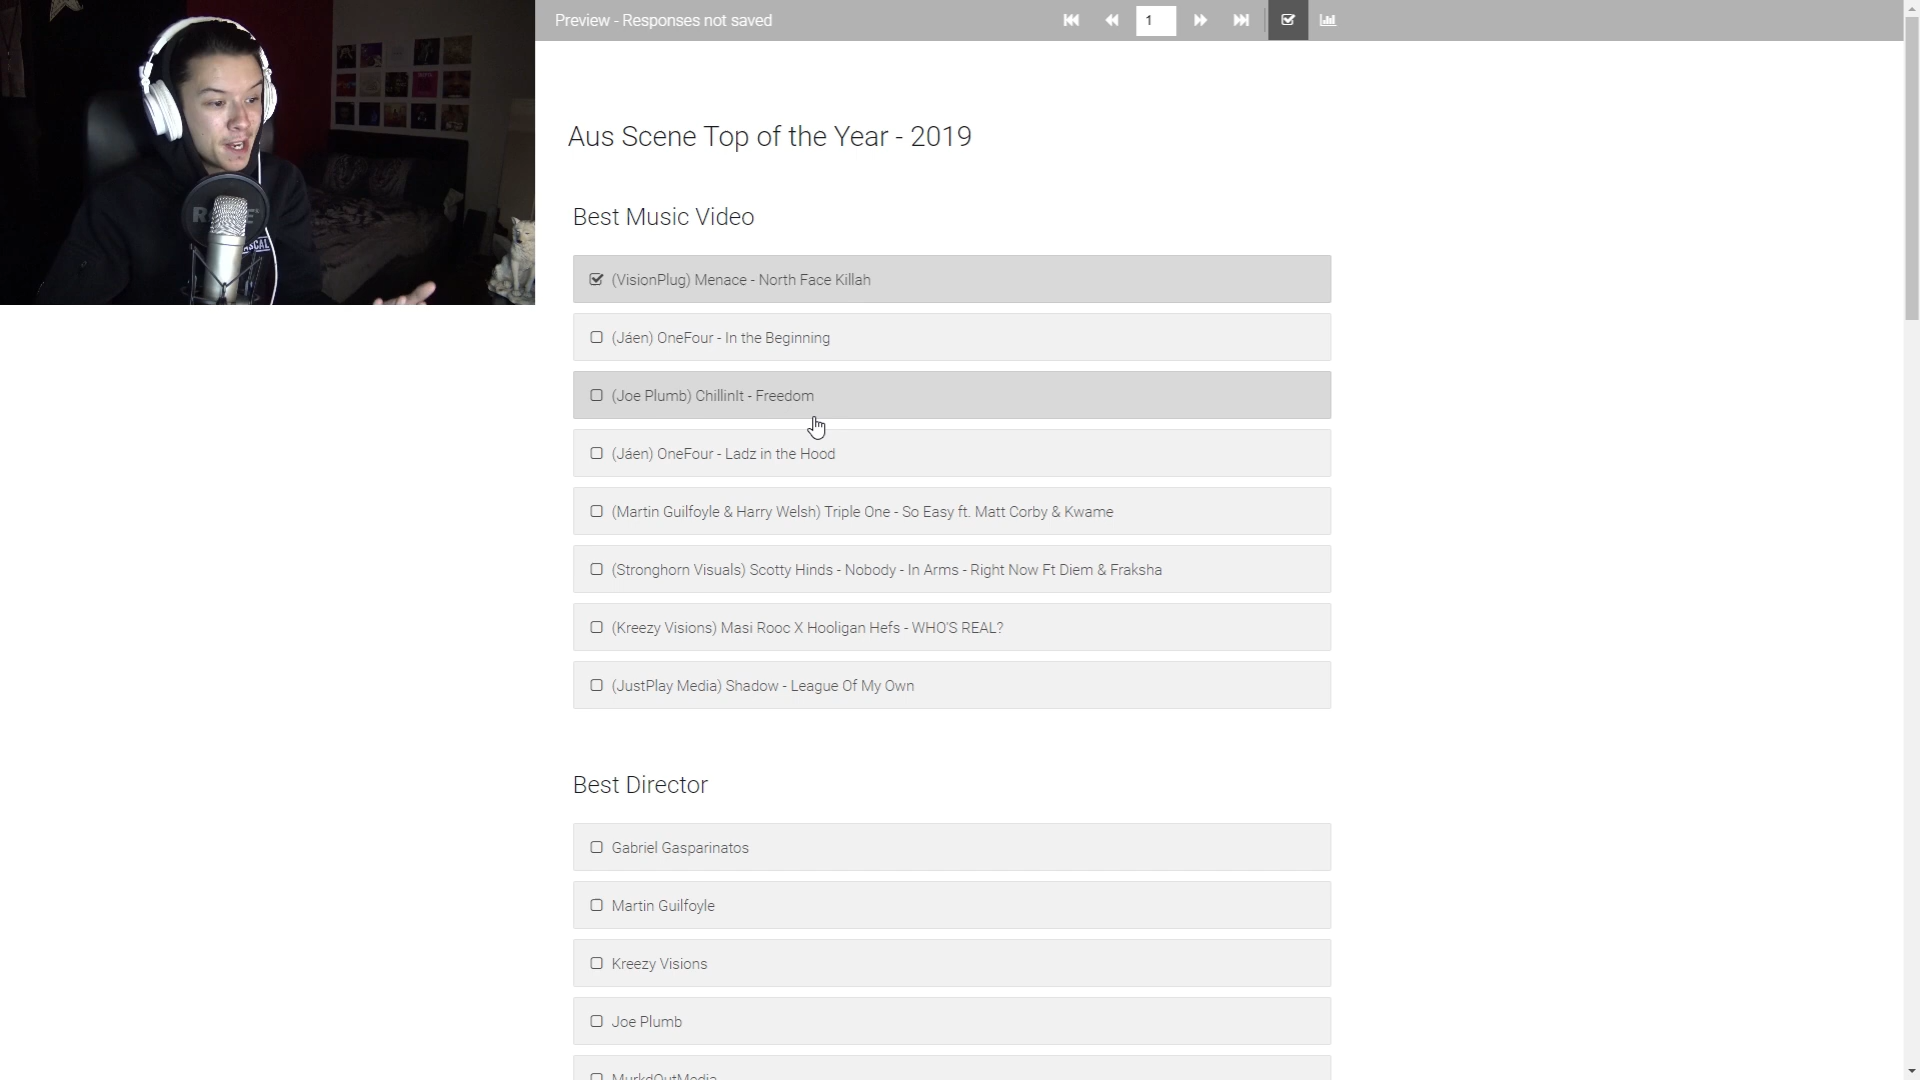 Preview - Responses not saved
1
Aus Scene Top of the Year - 2019
Best Music Video
(VisionPlug) Menace - North Face Killah
(Jáen) OneFour - In the Beginning
(Joe Plumb) ChillinIt - Freedom
(Jáen) OneFour - Ladz in the Hood
(Martin Guilfoyle & Harry Welsh) Triple One - So Easy ft. Matt Corby & Kwame
(Stronghorn Visuals) Scotty Hinds - Nobody - In Arms - Right Now Ft Diem & Fraksha
(Kreezy Visions) Masi Rooc X Hooligan Hefs - WHO'S REAL?
(JustPlay Media) Shadow - League Of My Own
Best Director
Gabriel Gasparinatos
Martin Guilfoyle
Kreezy Visions
Joe Plumb
MurkdOutMedia